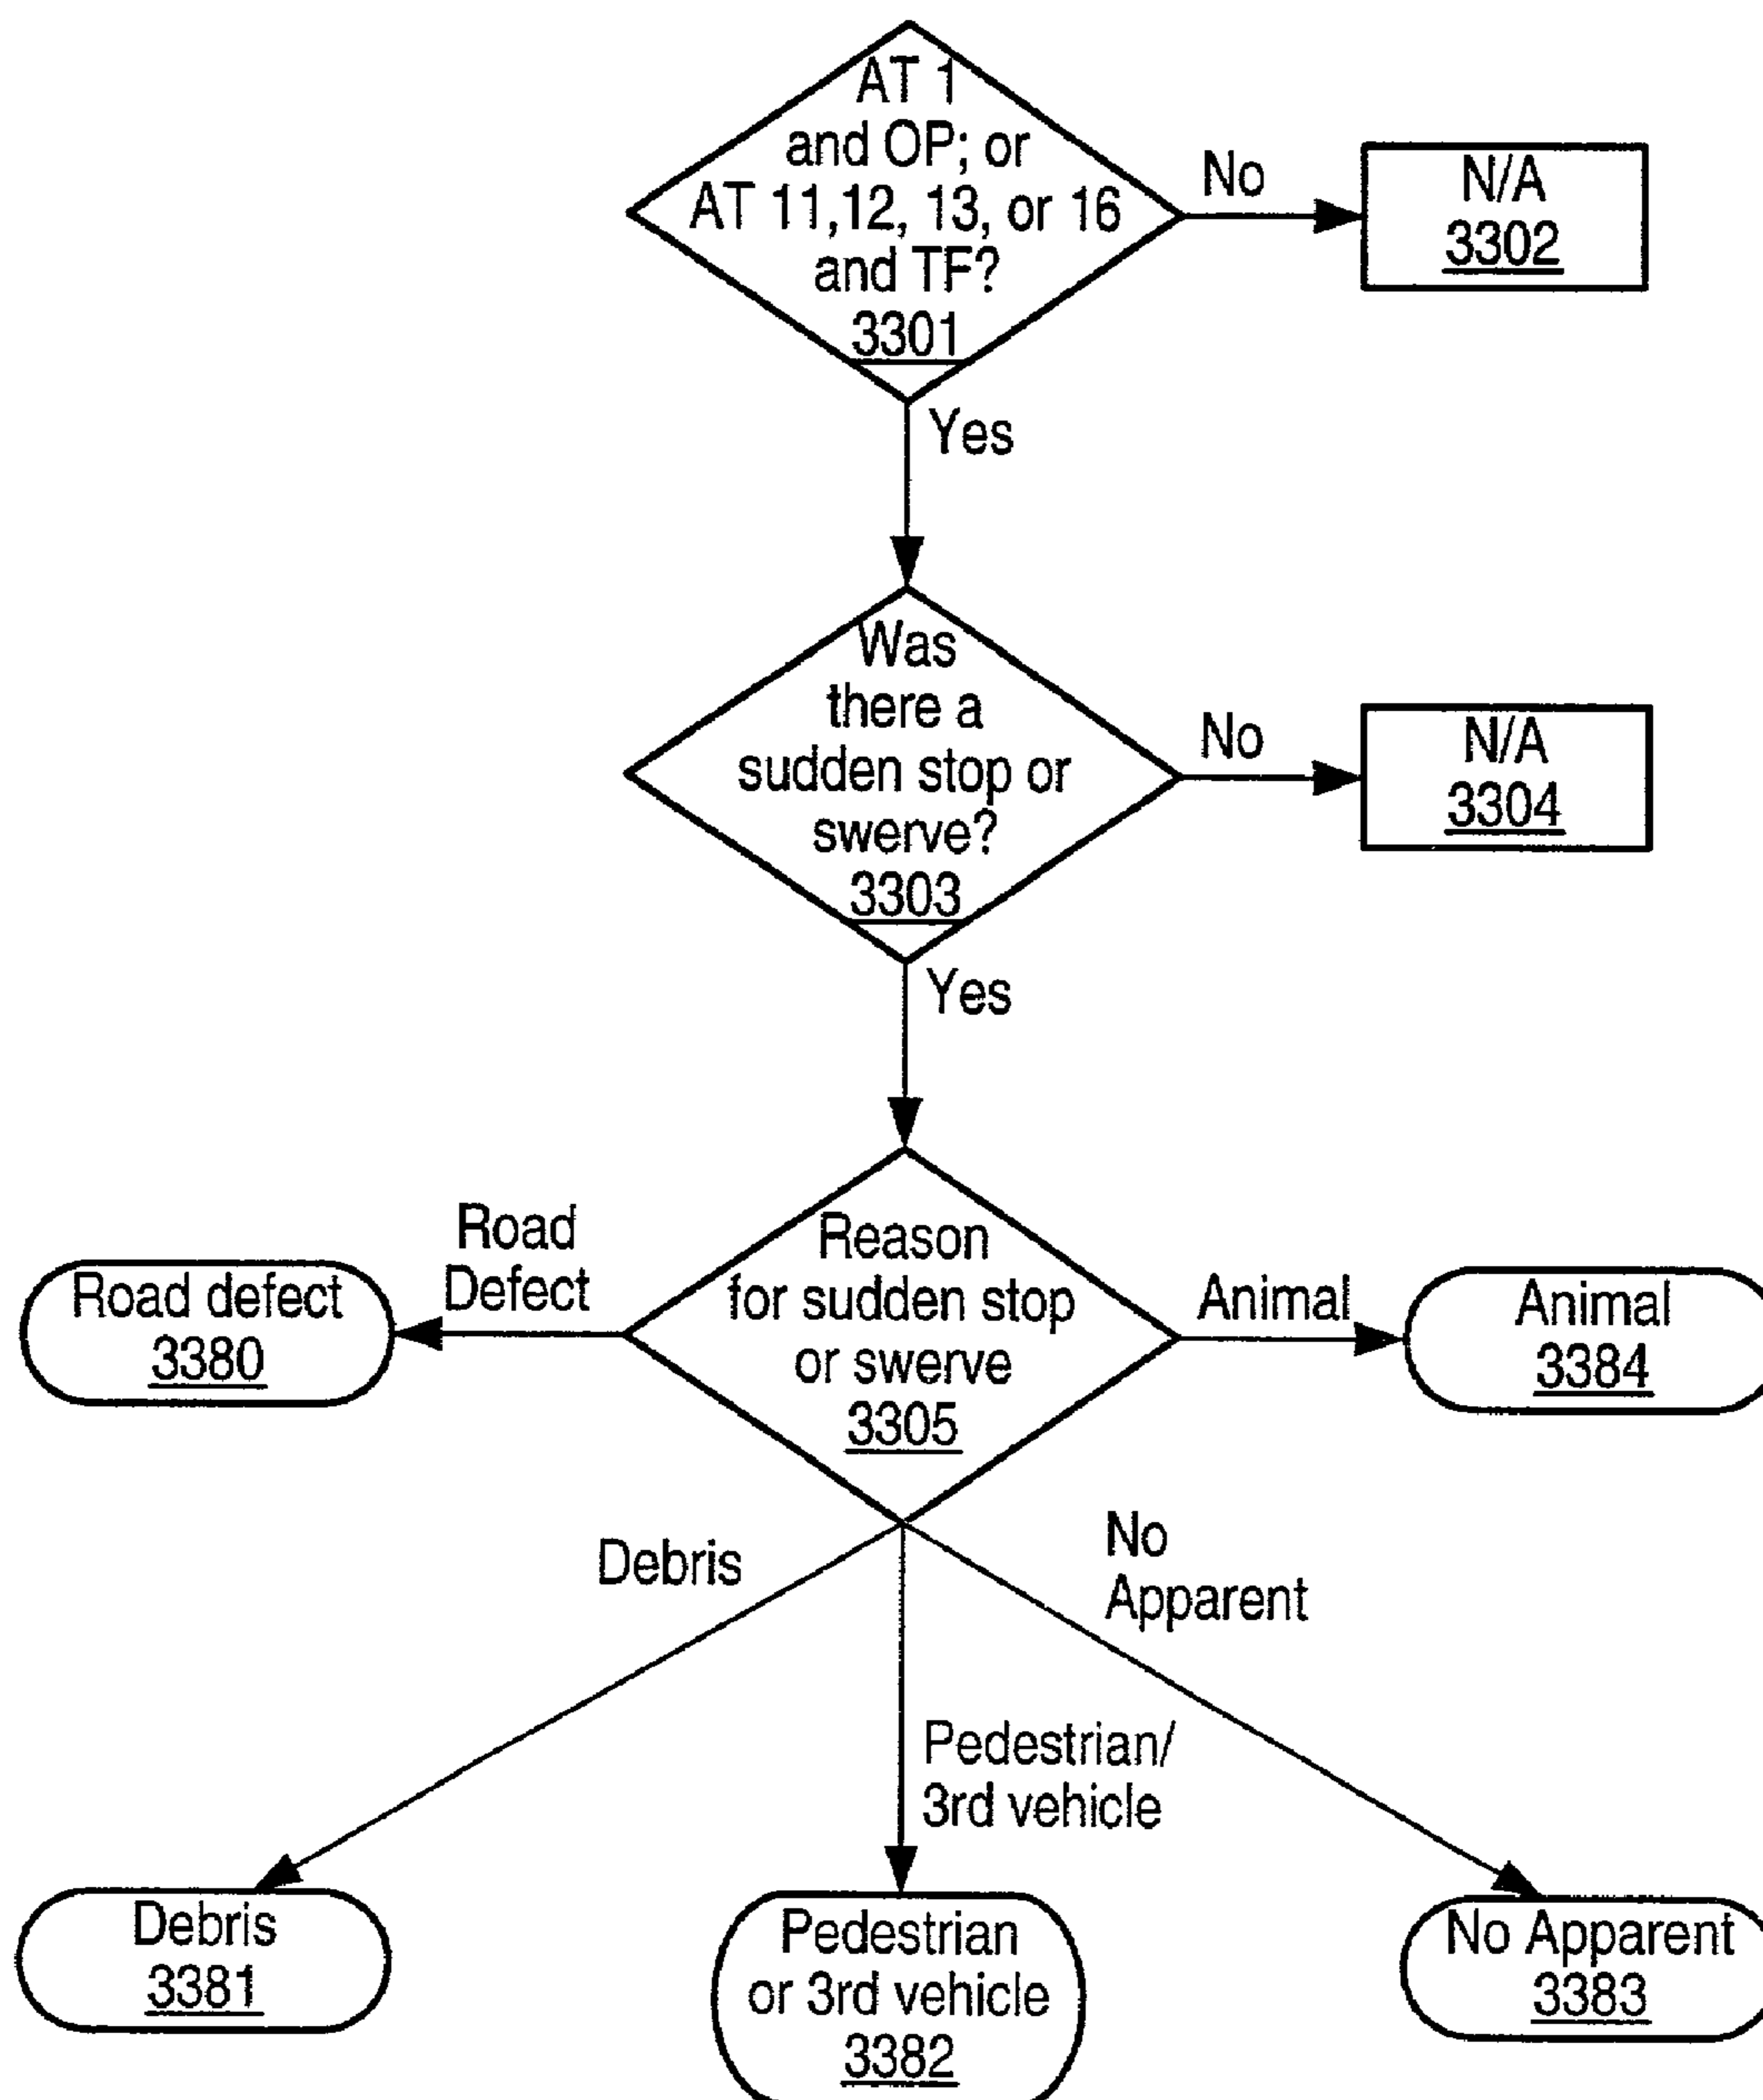 AT 1
and OP; or
AT 11,12, 13, or 16
and TF?
3301
No
N/A
3302
Yes
Was
there a
sudden stop or
swerve?
3303
No
N/A
3304
Yes
Reason
for sudden stop
or swerve
3305
Road
Defect
Road defect
3380
Animal
Animal
3384
Debris
No
Apparent
Pedestrian/
3rd vehicle
Debris
3381
Pedestrian
or 3rd vehicle
3382
No Apparent
3383